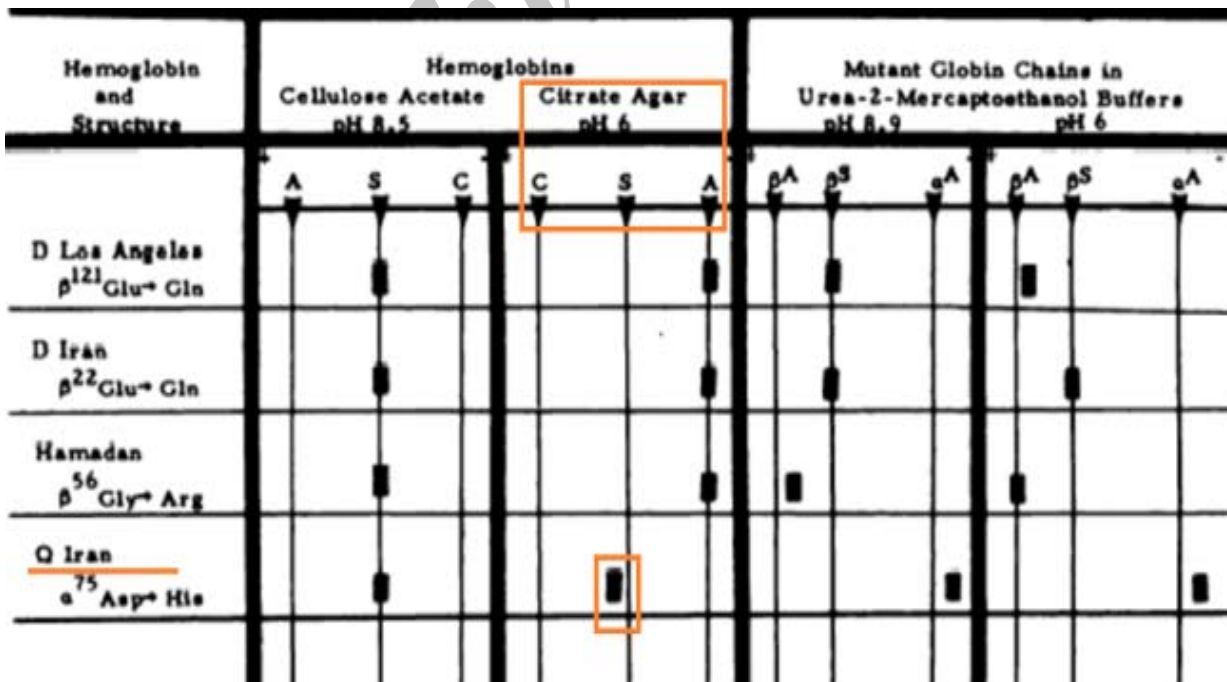 Hemoglobin and Structure
Hemoglobins
Cellulose Acetate pH 8.5
Citrate Agar pH 6
Mutant Globin Chains in Urea-2-Mercaptoethanol Buffers
pH 8.9 pH 6
+ - + - + - + -
A S C C S A βᴬ βˢ αᴬ βᴬ βˢ αᴬ
D Los Angeles
β¹²¹Glu→ Gln
D Iran
β²²Glu→ Gln
Hamadan
β⁵⁶Gly→ Arg
Q Iran
α⁷⁵Asp→ His